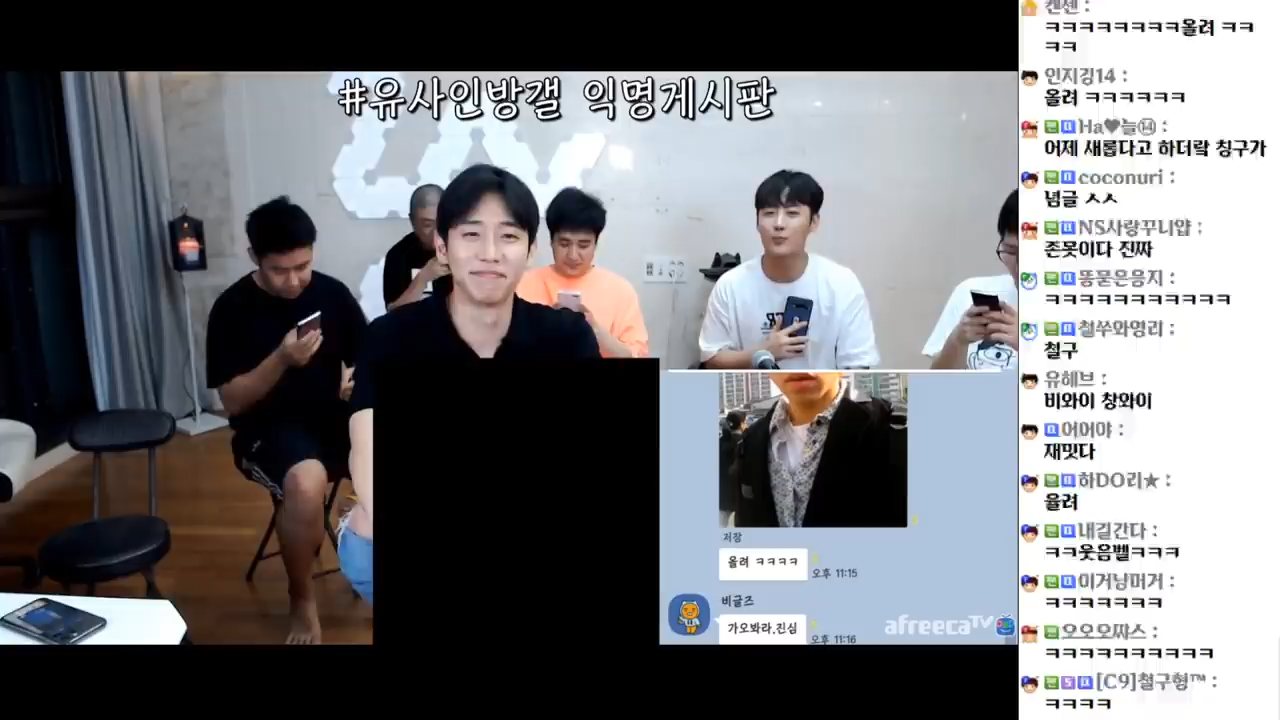 #유사인방갤 익명게시판
저장
올려 ㅋㅋㅋㅋ
오후 11:15
비글즈
가오봐라,진심
오후 11:16
afreecaTV
켄센 :
ㅋㅋㅋㅋㅋㅋㅋㅋ올려 ㅋㅋ
ㅋㅋ
인지깅14 :
올려 ㅋㅋㅋㅋㅋㅋ
Ha♥늘⑭ :
어제 새롭다고 하더락 칭구가
coconuri :
념글 ㅅㅅ
NS사랑꾸니얍 :
존못이다 진짜
똥묻은응지 :
ㅋㅋㅋㅋㅋㅋㅋㅋㅋㅋㅋ
철쑤와영리 :
철구
유헤브 :
비와이 창와이
어어야 :
재밋다
하DO리★ :
율려
내길간다 :
ㅋㅋ웃음벨ㅋㅋㅋ
이거낭머거 :
ㅋㅋㅋㅋㅋㅋㅋ
오오오짜스 :
ㅋㅋㅋㅋㅋㅋㅋㅋㅋㅋ
[C9]철구형™ :
ㅋㅋㅋㅋ